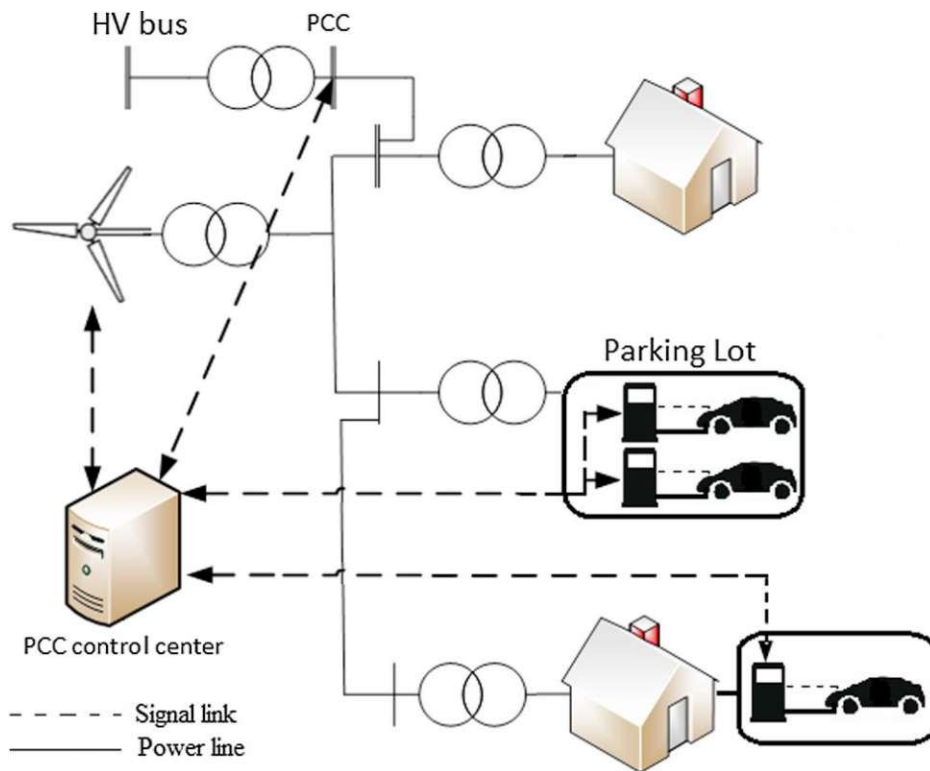 HV bus
PCC
Parking Lot
PCC control center
Signal link
Power line